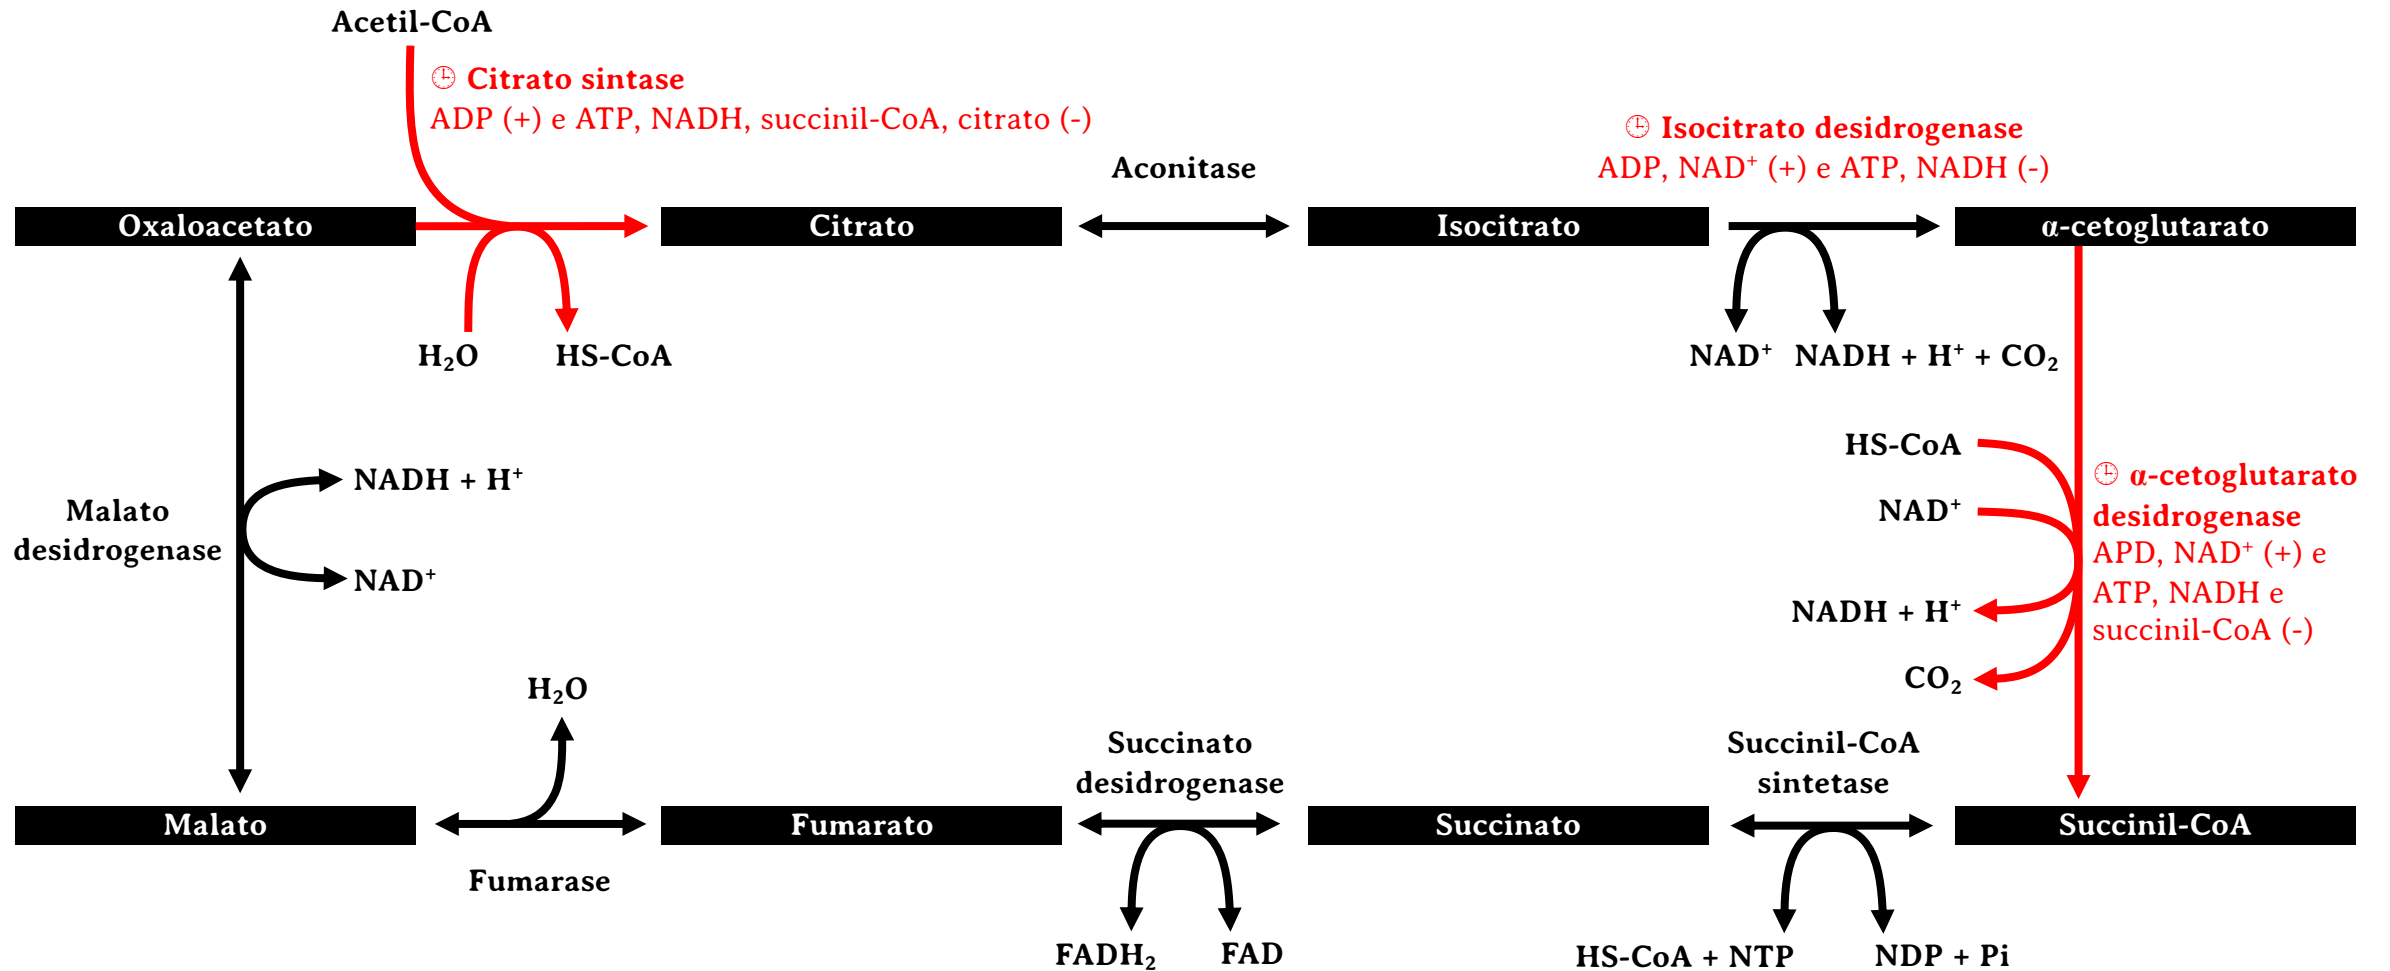 Acetil-CoA
🕒 Citrato sintase
ADP (+) e ATP, NADH, succinil-CoA, citrato (-)
🕒 Isocitrato desidrogenase
ADP, NAD⁺ (+) e ATP, NADH (-)
Aconitase
Oxaloacetato
Citrato
Isocitrato
α-cetoglutarato
H₂O
HS-CoA
NAD⁺
NADH + H⁺ + CO₂
HS-CoA
NAD⁺
NADH + H⁺
CO₂
🕒 α-cetoglutarato
desidrogenase
APD, NAD⁺ (+) e
ATP, NADH e
succinil-CoA (-)
NADH + H⁺
Malato
desidrogenase
NAD⁺
H₂O
Succinato
desidrogenase
Succinil-CoA
sintetase
Malato
Fumarato
Succinato
Succinil-CoA
Fumarase
FADH₂
FAD
HS-CoA + NTP
NDP + Pi